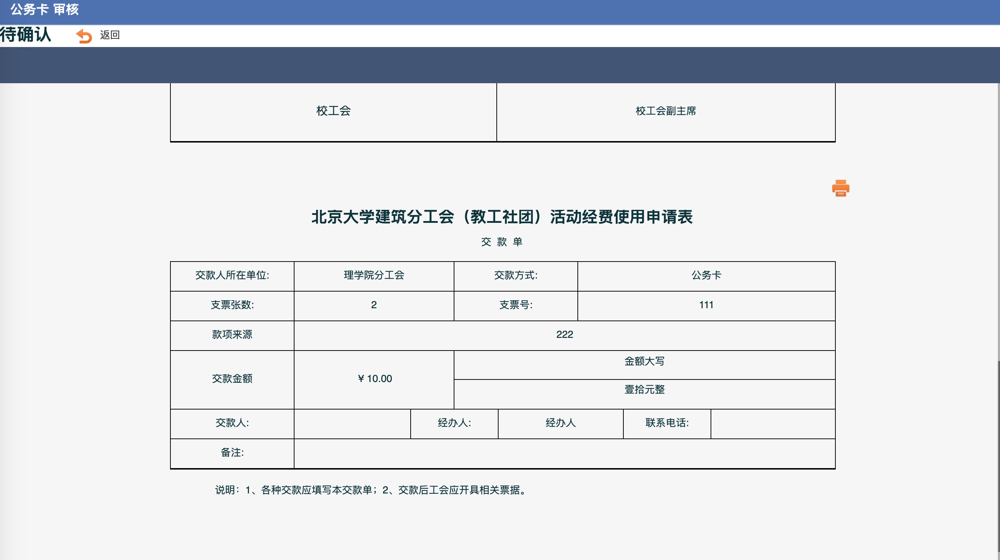 公务卡 审核
待确认 返回
校工会 校工会副主席
北京大学建筑分工会（教工社团）活动经费使用申请表
交 款 单
交款人所在单位: 理学院分工会 交款方式: 公务卡
支票张数: 2 支票号: 111
款项来源 222
金额大写
交款金额 ¥ 10.00
壹拾元整
交款人: 经办人: 经办人 联系电话:
备注:
说明：1、各种交款应填写本交款单；2、交款后工会应开具相关票据。